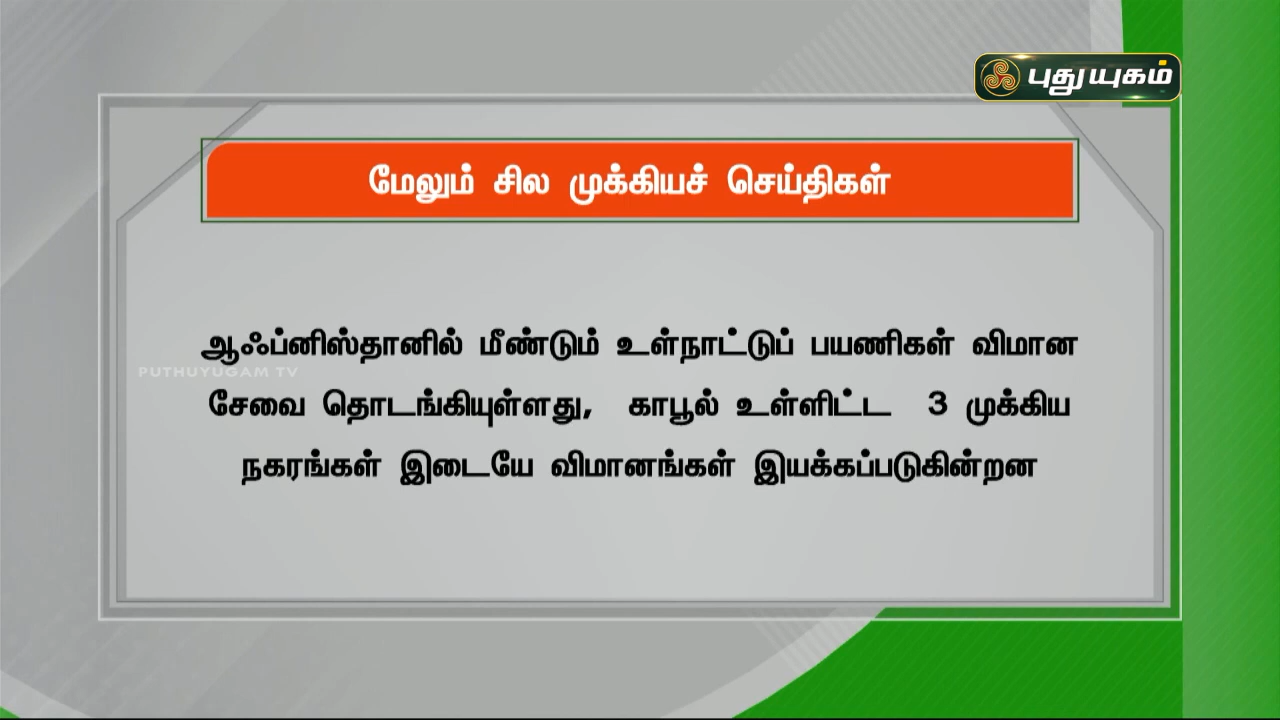 புதுயுகம்
மேலும் சில முக்கியச் செய்திகள்
ஆஃப்னிஸ்தானில் மீண்டும் உள்நாட்டுப் பயணிகள் விமான
PUTHUYUGAM TV
சேவை தொடங்கியுள்ளது, காபூல் உள்ளிட்ட 3 முக்கிய
நகரங்கள் இடையே விமானங்கள் இயக்கப்படுகின்றன